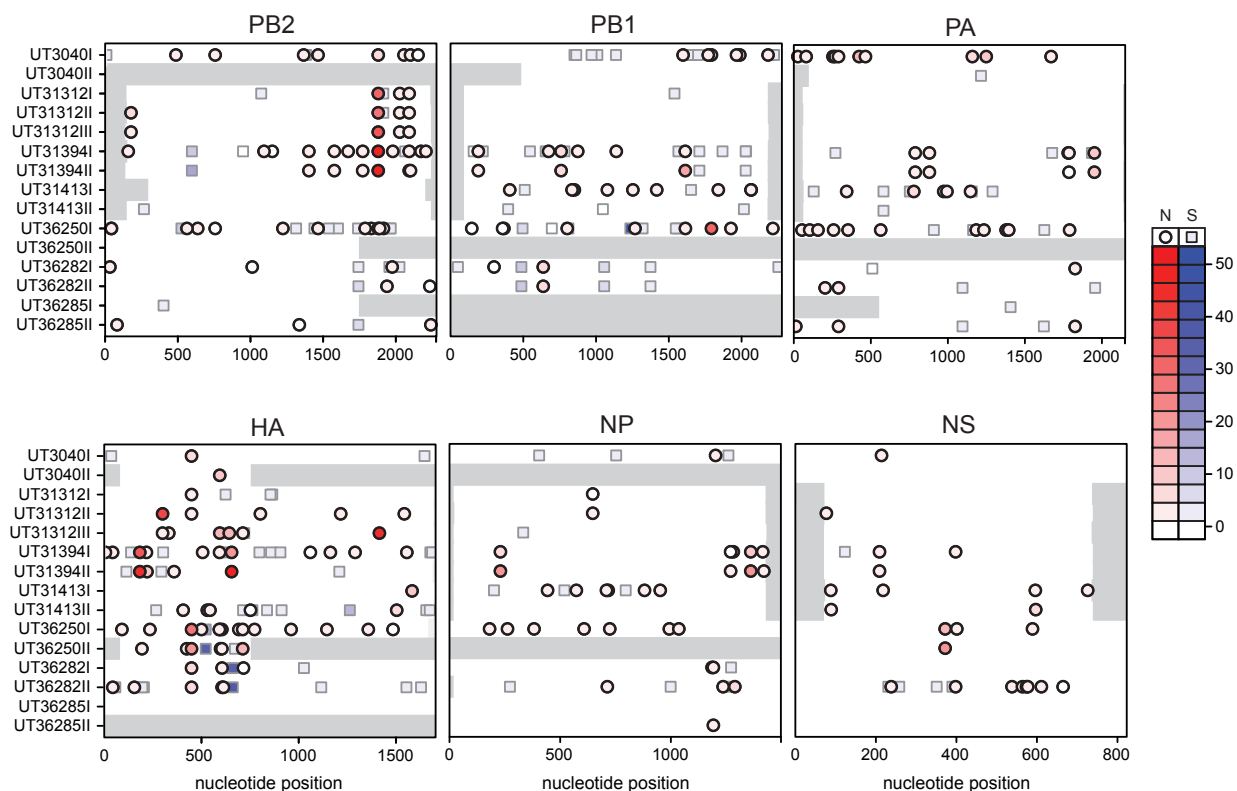 PB2 PB1 PA
UT3040I
UT3040II
UT31312I
UT31312II
UT31312III
UT31394I
UT31394II
UT31413I
UT31413II
UT36250I
UT36250II
UT36282I
UT36282II
UT36285I
UT36285II
0 500 1000 1500 2000 0 500 1000 1500 2000 0 500 1000 1500 2000
N S
50
40
30
20
10
0
HA NP NS
UT3040I
UT3040II
UT31312I
UT31312II
UT31312III
UT31394I
UT31394II
UT31413I
UT31413II
UT36250I
UT36250II
UT36282I
UT36282II
UT36285I
UT36285II
0 500 1000 1500 0 500 1000 0 200 400 600 800
nucleotide position nucleotide position nucleotide position